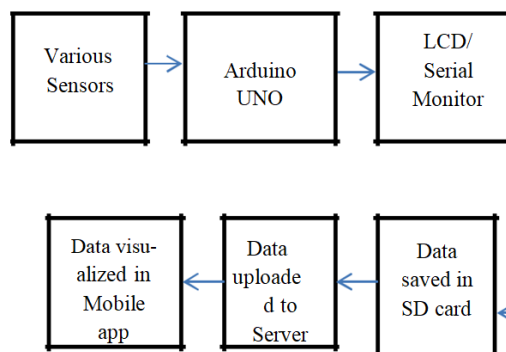 Various
Sensors
Arduino
UNO
LCD/
Serial
Monitor
Data visu-
alized in
Mobile
app
Data
uploade
d to
Server
Data
saved in
SD card